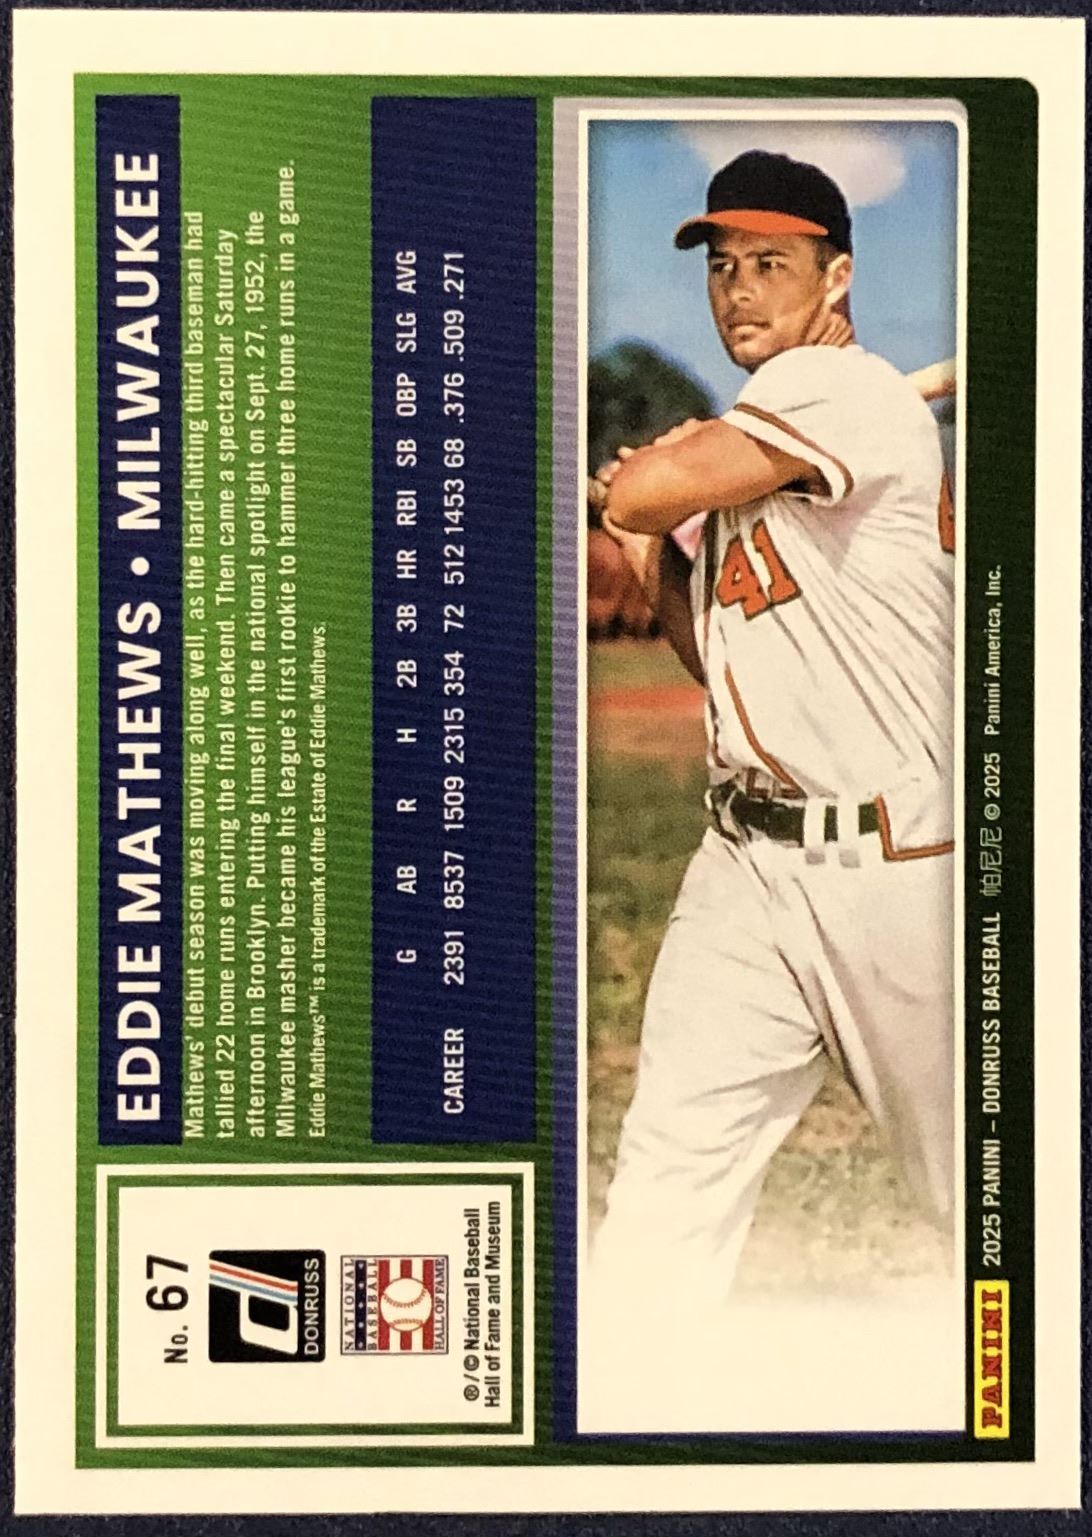 No. 67
DONRUSS
NATIONAL
BASEBALL
HALL OF FAME
®/© National Baseball
Hall of Fame and Museum
EDDIE MATHEWS • MILWAUKEE
Mathews' debut season was moving along well, as the hard-hitting third baseman had
tallied 22 home runs entering the final weekend. Then came a spectacular Saturday
afternoon in Brooklyn. Putting himself in the national spotlight on Sept. 27, 1952, the
Milwaukee masher became his league's first rookie to hammer three home runs in a game.
Eddie Mathews™ is a trademark of the Estate of Eddie Mathews.
G AB R H 2B 3B HR RBI SB OBP SLG AVG
CAREER 2391 8537 1509 2315 354 72 512 1453 68 .376 .509 .271
41
PANINI 2025 PANINI – DONRUSS BASEBALL 帕尼尼 © 2025 Panini America, Inc.